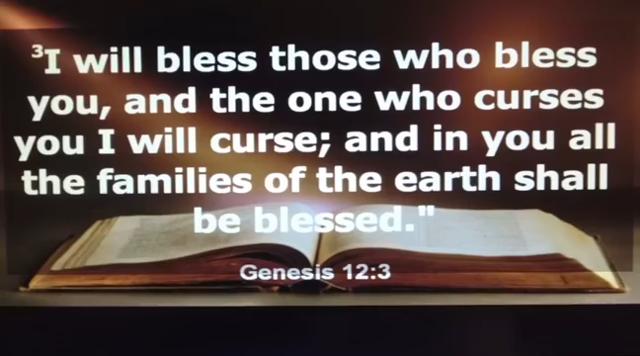 ³I will bless those who bless
you, and the one who curses
you I will curse; and in you all
the families of the earth shall
be blessed."
Genesis 12:3